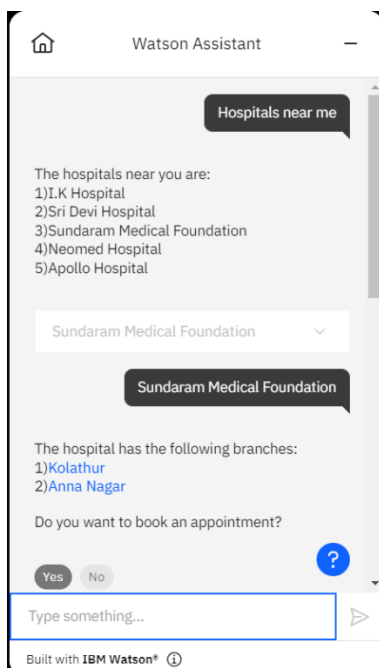 Watson Assistant
Hospitals near me
The hospitals near you are:
1)I.K Hospital
2)Sri Devi Hospital
3)Sundaram Medical Foundation
4)Neomed Hospital
5)Apollo Hospital
Sundaram Medical Foundation
Sundaram Medical Foundation
The hospital has the following branches:
1)Kolathur
2)Anna Nagar
Do you want to book an appointment?
?
Yes No
Type something...
Built with IBM Watson®